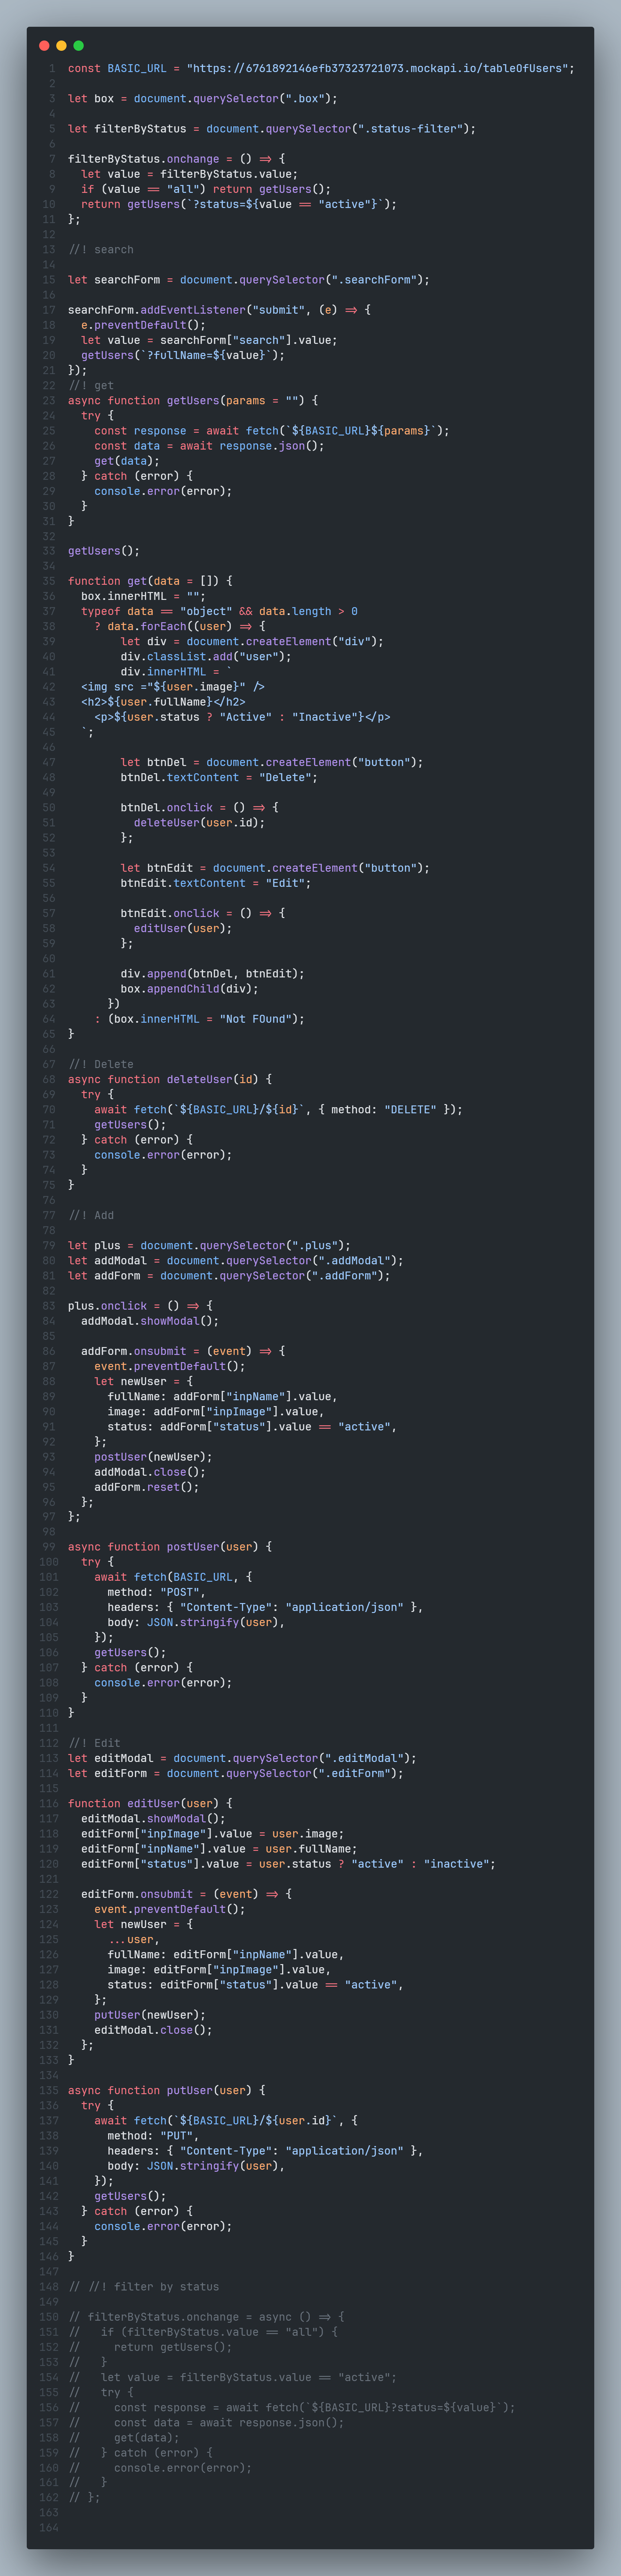 1 const BASIC_URL = "https://6761892146efb37323721073.mockapi.io/tableOfUsers";
2
3 let box = document.querySelector(".box");
4
5 let filterByStatus = document.querySelector(".status-filter");
6
7 filterByStatus.onchange = () => {
8   let value = filterByStatus.value;
9   if (value == "all") return getUsers();
10   return getUsers(`?status=${value == "active"}`);
11 };
12
13 //! search
14
15 let searchForm = document.querySelector(".searchForm");
16
17 searchForm.addEventListener("submit", (e) => {
18   e.preventDefault();
19   let value = searchForm["search"].value;
20   getUsers(`?fullName=${value}`);
21 });
22 //! get
23 async function getUsers(params = "") {
24   try {
25     const response = await fetch(`${BASIC_URL}${params}`);
26     const data = await response.json();
27     get(data);
28   } catch (error) {
29     console.error(error);
30   }
31 }
32
33 getUsers();
34
35 function get(data = []) {
36   box.innerHTML = "";
37   typeof data == "object" && data.length > 0
38     ? data.forEach((user) => {
39         let div = document.createElement("div");
40         div.classList.add("user");
41         div.innerHTML = `
42   <img src ="${user.image}" />
43   <h2>${user.fullName}</h2>
44     <p>${user.status ? "Active" : "Inactive"}</p>
45   `;
46
47         let btnDel = document.createElement("button");
48         btnDel.textContent = "Delete";
49
50         btnDel.onclick = () => {
51           deleteUser(user.id);
52         };
53
54         let btnEdit = document.createElement("button");
55         btnEdit.textContent = "Edit";
56
57         btnEdit.onclick = () => {
58           editUser(user);
59         };
60
61         div.append(btnDel, btnEdit);
62         box.appendChild(div);
63       })
64     : (box.innerHTML = "Not FOund");
65 }
66
67 //! Delete
68 async function deleteUser(id) {
69   try {
70     await fetch(`${BASIC_URL}/${id}`, { method: "DELETE" });
71     getUsers();
72   } catch (error) {
73     console.error(error);
74   }
75 }
76
77 //! Add
78
79 let plus = document.querySelector(".plus");
80 let addModal = document.querySelector(".addModal");
81 let addForm = document.querySelector(".addForm");
82
83 plus.onclick = () => {
84   addModal.showModal();
85
86   addForm.onsubmit = (event) => {
87     event.preventDefault();
88     let newUser = {
89       fullName: addForm["inpName"].value,
90       image: addForm["inpImage"].value,
91       status: addForm["status"].value == "active",
92     };
93     postUser(newUser);
94     addModal.close();
95     addForm.reset();
96   };
97 };
98
99 async function postUser(user) {
100   try {
101     await fetch(BASIC_URL, {
102       method: "POST",
103       headers: { "Content-Type": "application/json" },
104       body: JSON.stringify(user),
105     });
106     getUsers();
107   } catch (error) {
108     console.error(error);
109   }
110 }
111
112 //! Edit
113 let editModal = document.querySelector(".editModal");
114 let editForm = document.querySelector(".editForm");
115
116 function editUser(user) {
117   editModal.showModal();
118   editForm["inpImage"].value = user.image;
119   editForm["inpName"].value = user.fullName;
120   editForm["status"].value = user.status ? "active" : "inactive";
121
122   editForm.onsubmit = (event) => {
123     event.preventDefault();
124     let newUser = {
125       ...user,
126       fullName: editForm["inpName"].value,
127       image: editForm["inpImage"].value,
128       status: editForm["status"].value == "active",
129     };
130     putUser(newUser);
131     editModal.close();
132   };
133 }
134
135 async function putUser(user) {
136   try {
137     await fetch(`${BASIC_URL}/${user.id}`, {
138       method: "PUT",
139       headers: { "Content-Type": "application/json" },
140       body: JSON.stringify(user),
141     });
142     getUsers();
143   } catch (error) {
144     console.error(error);
145   }
146 }
147
148 // //! filter by status
149
150 // filterByStatus.onchange = async () => {
151 //   if (filterByStatus.value == "all") {
152 //     return getUsers();
153 //   }
154 //   let value = filterByStatus.value == "active";
155 //   try {
156 //     const response = await fetch(`${BASIC_URL}?status=${value}`);
157 //     const data = await response.json();
158 //     get(data);
159 //   } catch (error) {
160 //     console.error(error);
161 //   }
162 // };
163
164